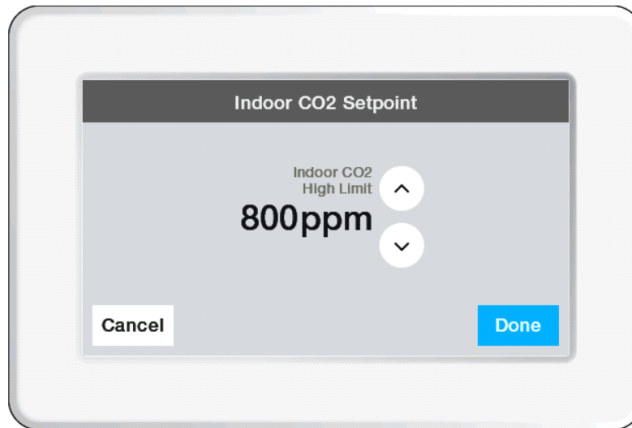 Indoor CO2 Setpoint
Indoor CO2
High Limit
800ppm
Cancel
Done